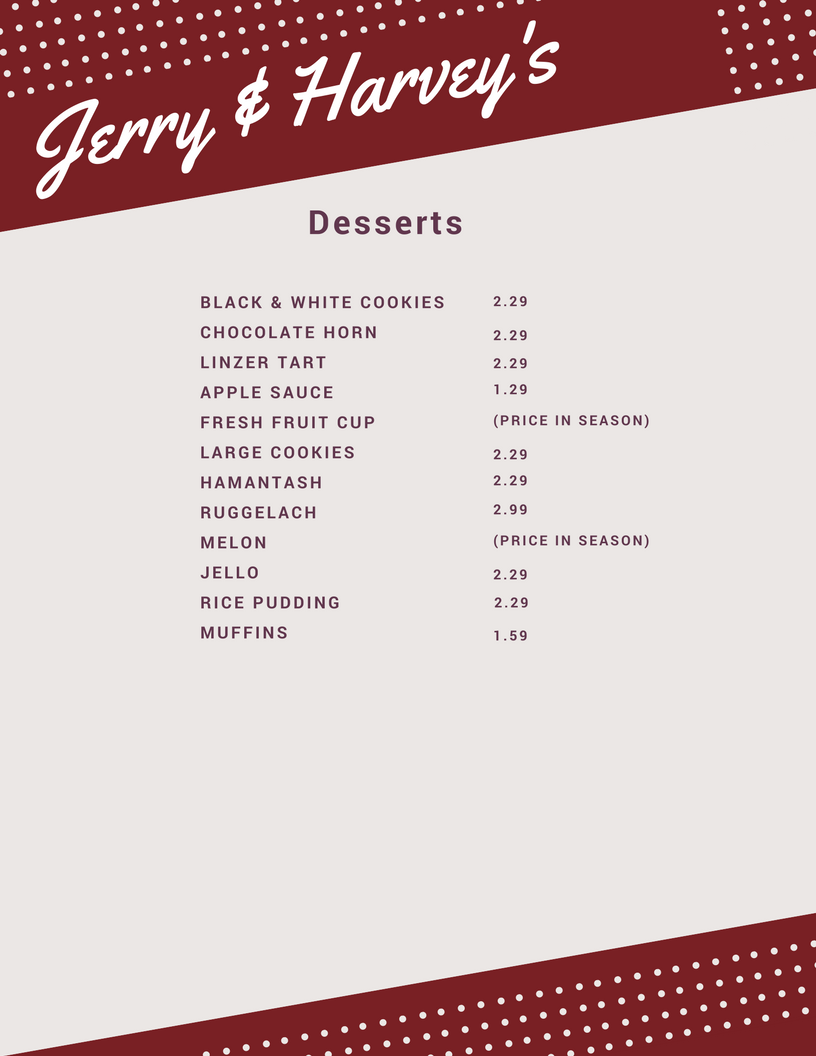 Jerry & Harvey's
Desserts
BLACK & WHITE COOKIES 2.29
CHOCOLATE HORN 2.29
LINZER TART 2.29
APPLE SAUCE 1.29
FRESH FRUIT CUP (PRICE IN SEASON)
LARGE COOKIES 2.29
HAMANTASH 2.29
RUGGELACH 2.99
MELON (PRICE IN SEASON)
JELLO 2.29
RICE PUDDING 2.29
MUFFINS 1.59